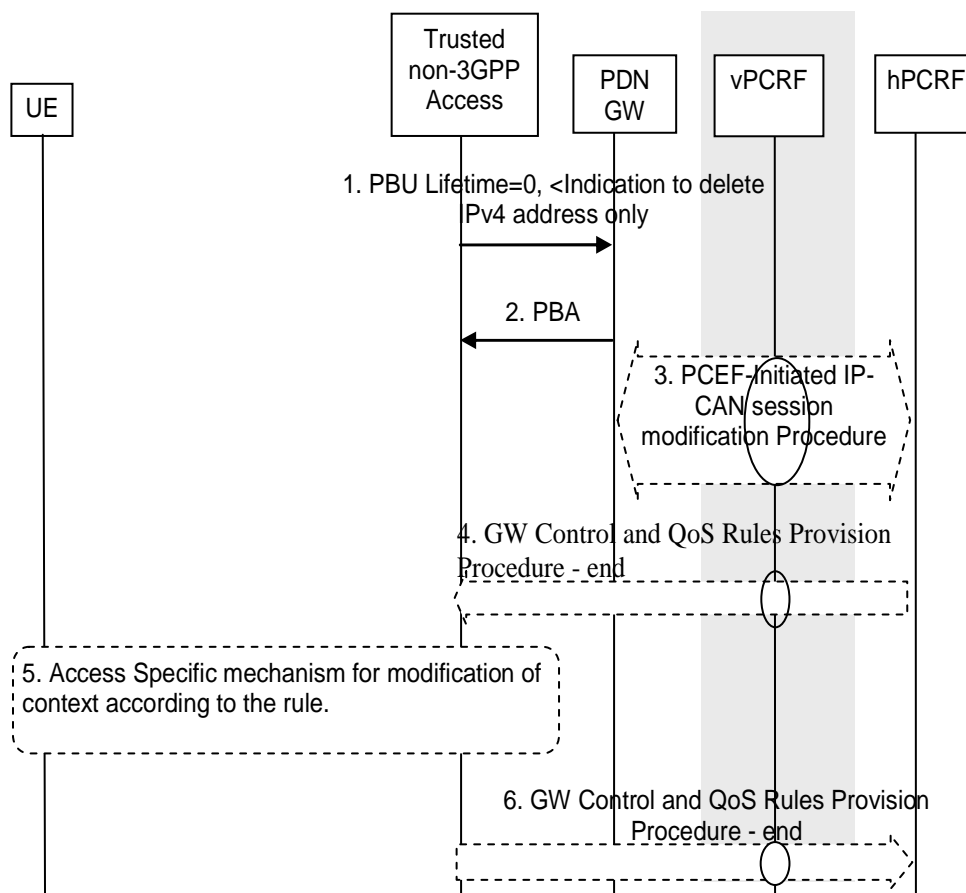 UE
Trusted
non-3GPP
Access
PDN
GW
vPCRF
hPCRF
1. PBU Lifetime=0, <Indication to delete
IPv4 address only
2. PBA
3. PCEF-Initiated IP-
CAN session
modification Procedure
4. GW Control and QoS Rules Provision
Procedure - end
5. Access Specific mechanism for modification of
context according to the rule.
6. GW Control and QoS Rules Provision
Procedure - end